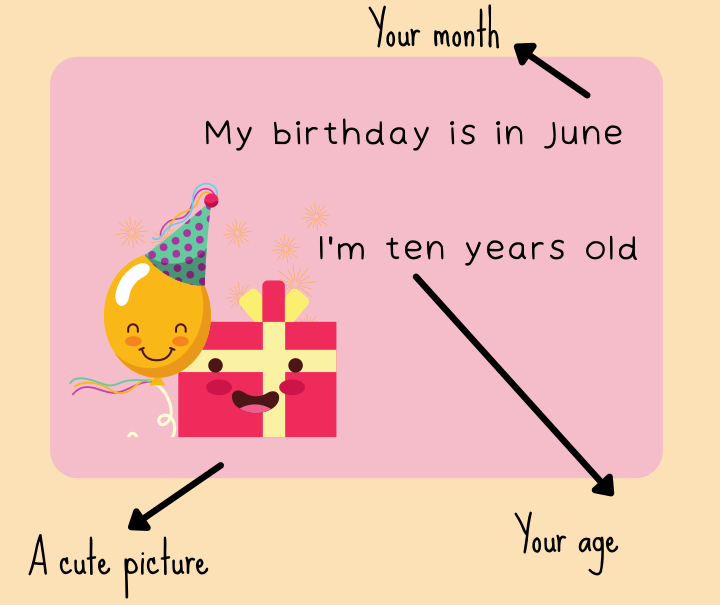 Your month
My birthday is in June
I'm ten years old
Your age
A cute picture